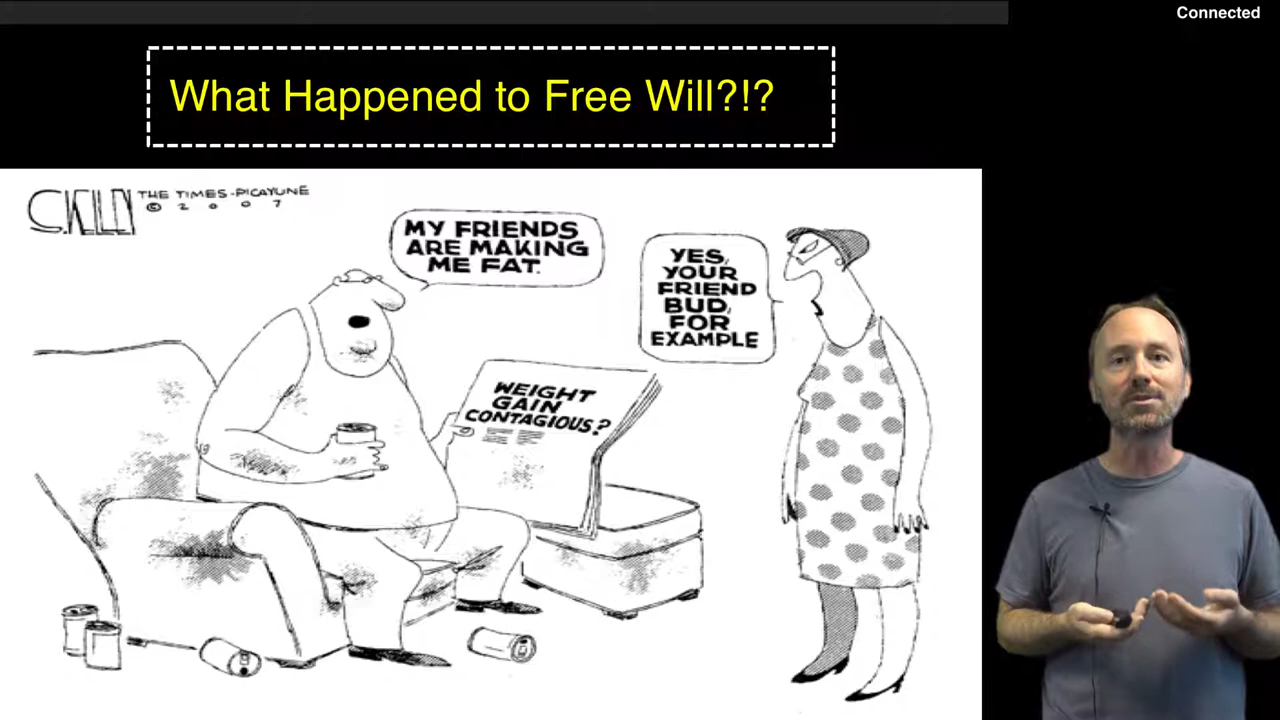 Connected
What Happened to Free Will?!?
S.KELLEY
THE TIMES-PICAYUNE
© 2007
MY FRIENDS
ARE MAKING
ME FAT.
YES,
YOUR
FRIEND
BUD,
FOR
EXAMPLE
WEIGHT
GAIN
CONTAGIOUS?